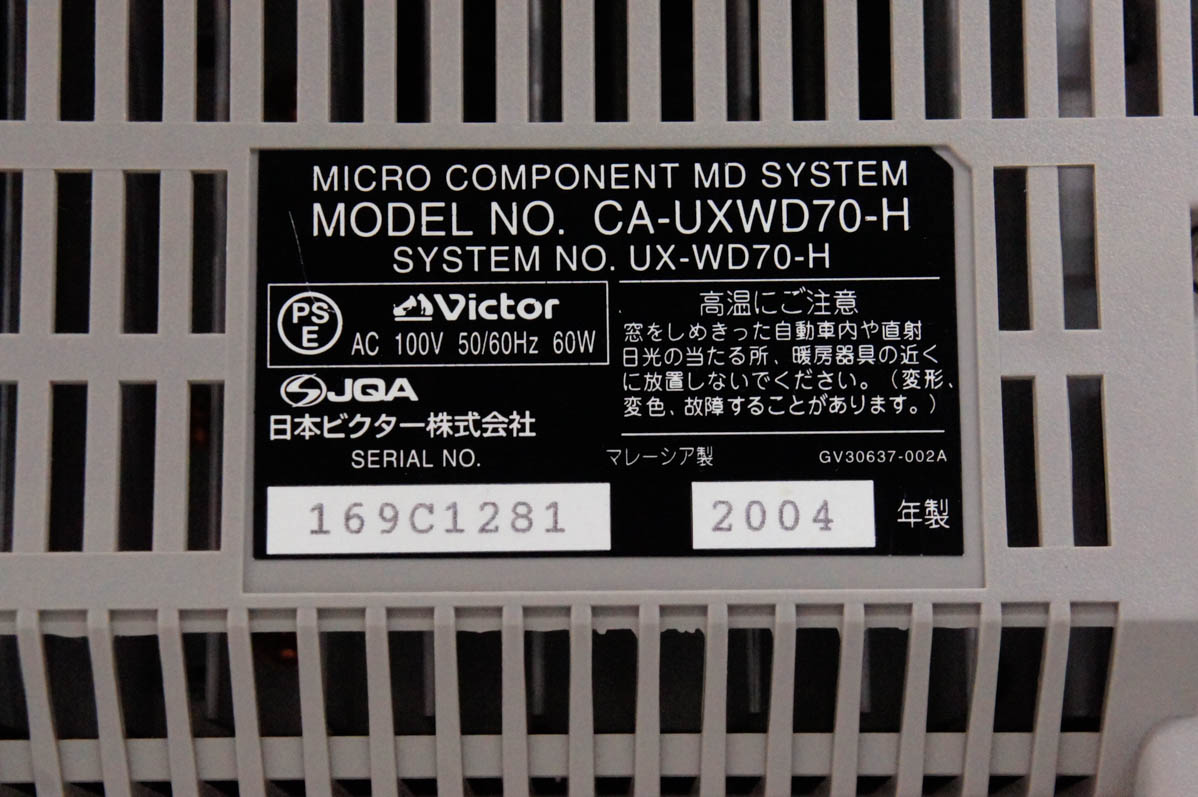 MICRO COMPONENT MD SYSTEM
MODEL NO. CA-UXWD70-H
SYSTEM NO. UX-WD70-H
PS
E
Victor
AC 100V 50/60Hz 60W
JQA
日本ビクター株式会社
高温にご注意
窓をしめきった自動車内や直射
日光の当たる所、暖房器具の近く
に放置しないでください。(変形、
変色、故障することがあります。)
SERIAL NO.
マレーシア製
GV30637-002A
169C1281
2004 年製